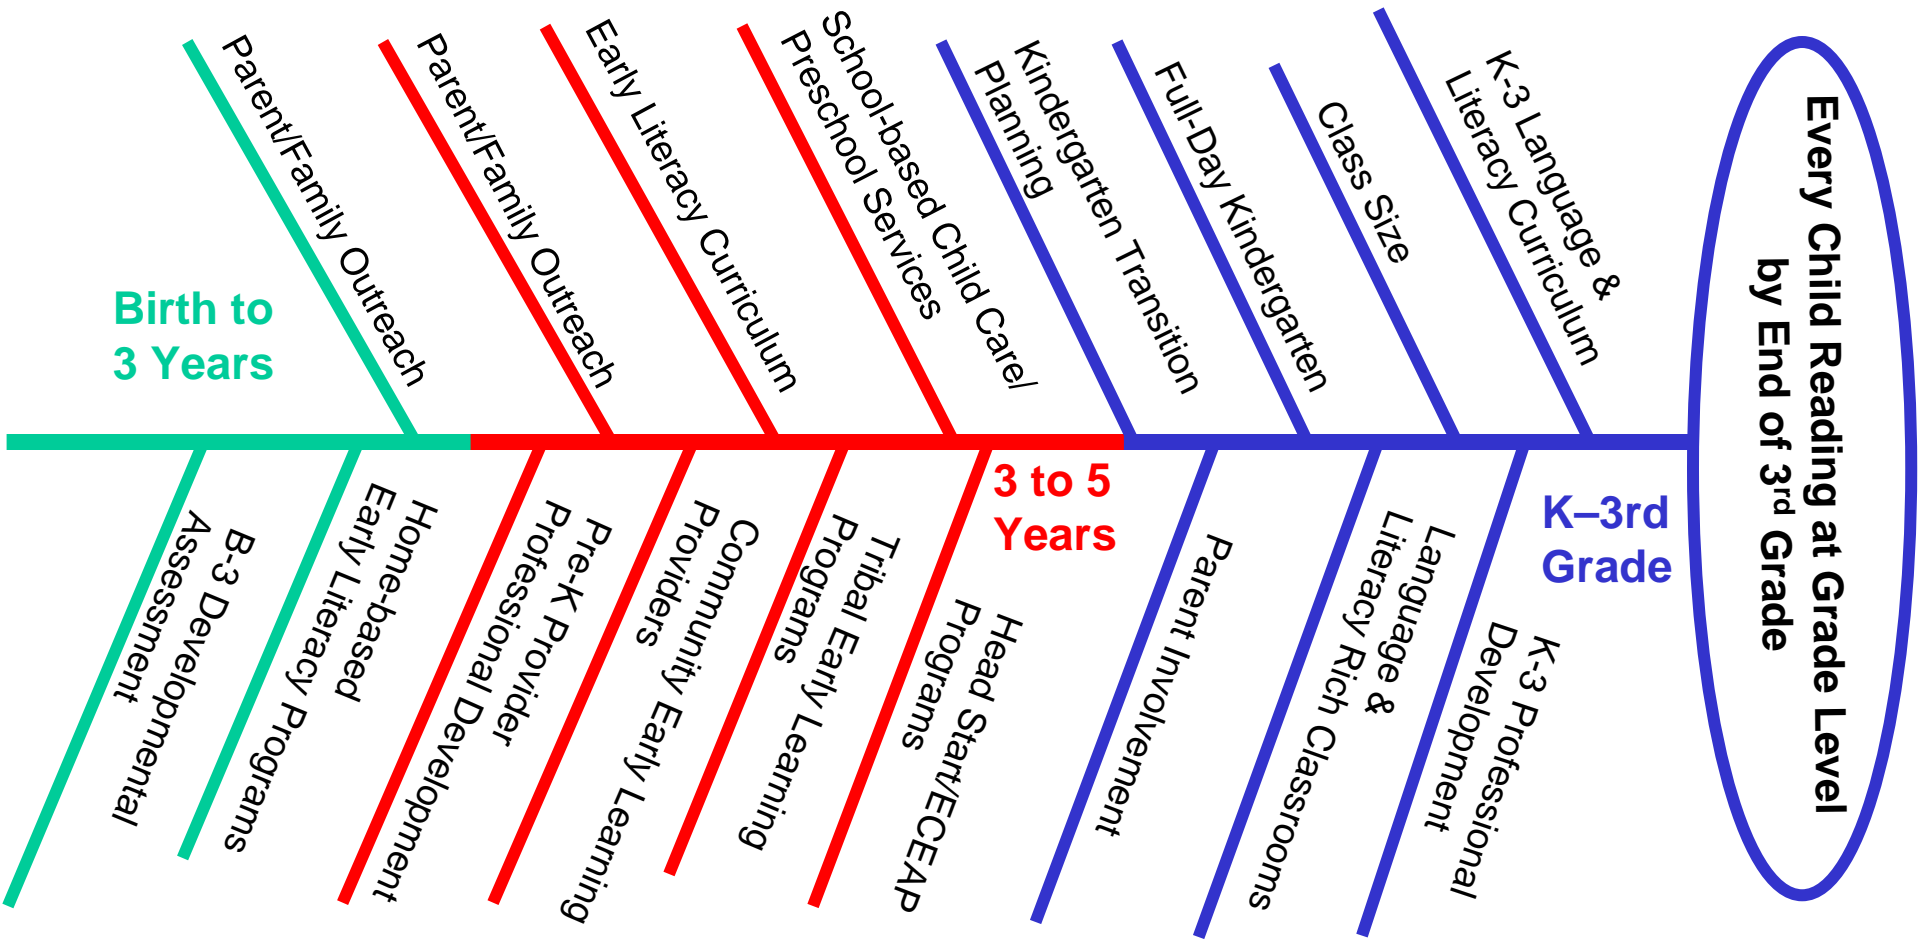 Parent/Family Outreach
Parent/Family Outreach
Early Literacy Curriculum
School-based Child Care/
Preschool Services
Kindergarten Transition
Planning
Full-Day Kindergarten
Class Size
K-3 Language &
Literacy Curriculum
Every Child Reading at Grade Level
by End of 3rd Grade
Birth to
3 Years
3 to 5
Years
K–3rd
Grade
B-3 Developmental
Assessment
Home-based
Early Literacy Programs
Pre-K Provider
Professional Development
Community Early Learning
Providers
Tribal Early Learning
Programs
Head Start/ECEAP
Programs
Parent Involvement
Language &
Literacy Rich Classrooms
K-3 Professional
Development